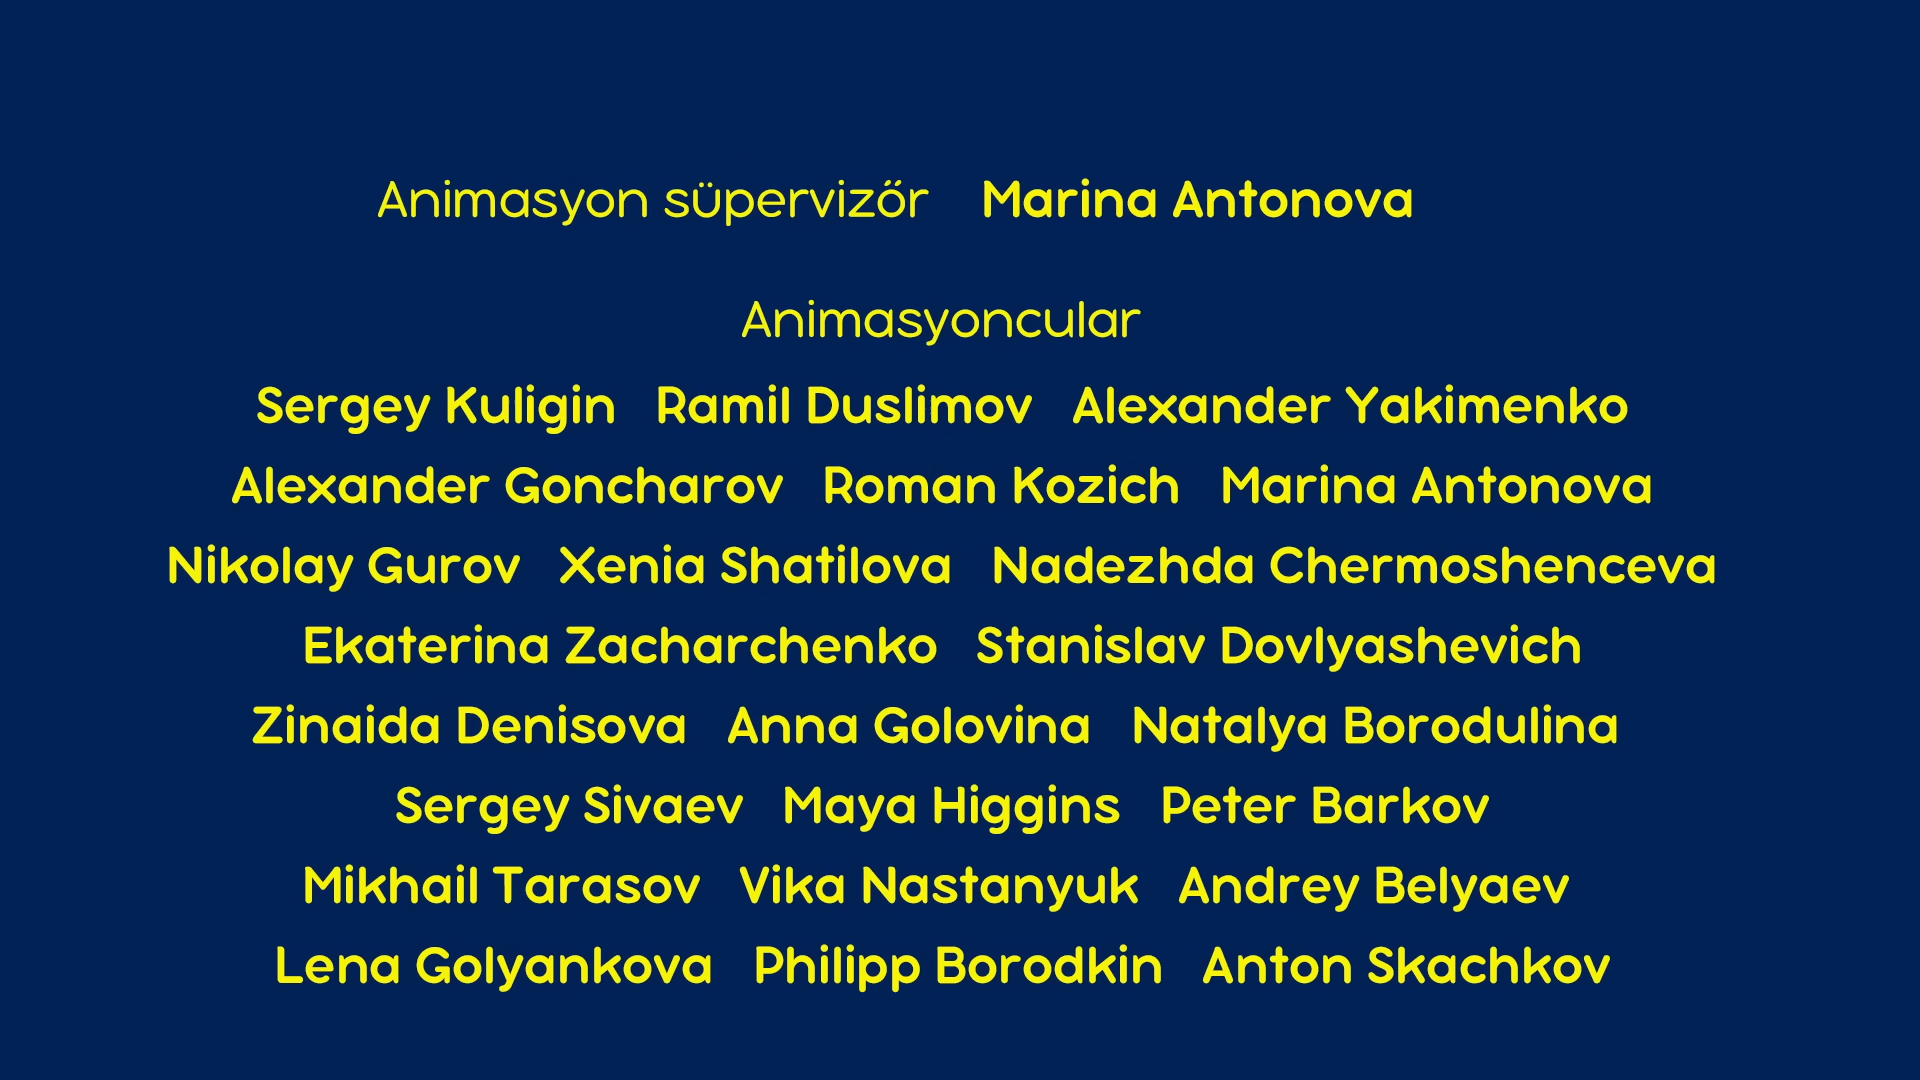 Animasyon süpervizőr Marina Antonova
Animasyoncular
Sergey Kuligin Ramil Duslimov Alexander Yakimenko
Alexander Goncharov Roman Kozich Marina Antonova
Nikolay Gurov Xenia Shatilova Nadezhda Chermoshenceva
Ekaterina Zacharchenko Stanislav Dovlyashevich
Zinaida Denisova Anna Golovina Natalya Borodulina
Sergey Sivaev Maya Higgins Peter Barkov
Mikhail Tarasov Vika Nastanyuk Andrey Belyaev
Lena Golyankova Philipp Borodkin Anton Skachkov